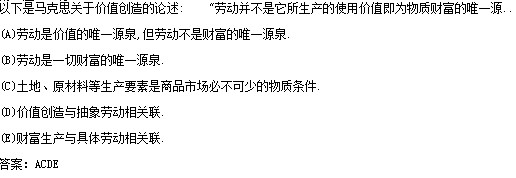 以下是马克思关于价值创造的论述: “劳动并不是它所生产的使用价值即为物质财富的唯一源..
(A)劳动是价值的唯一源泉,但劳动不是财富的唯一源泉.
(B)劳动是一切财富的唯一源泉.
(C)土地、原材料等生产要素是商品市场必不可少的物质条件.
(D)价值创造与抽象劳动相关联.
(E)财富生产与具体劳动相关联.
答案: ACDE